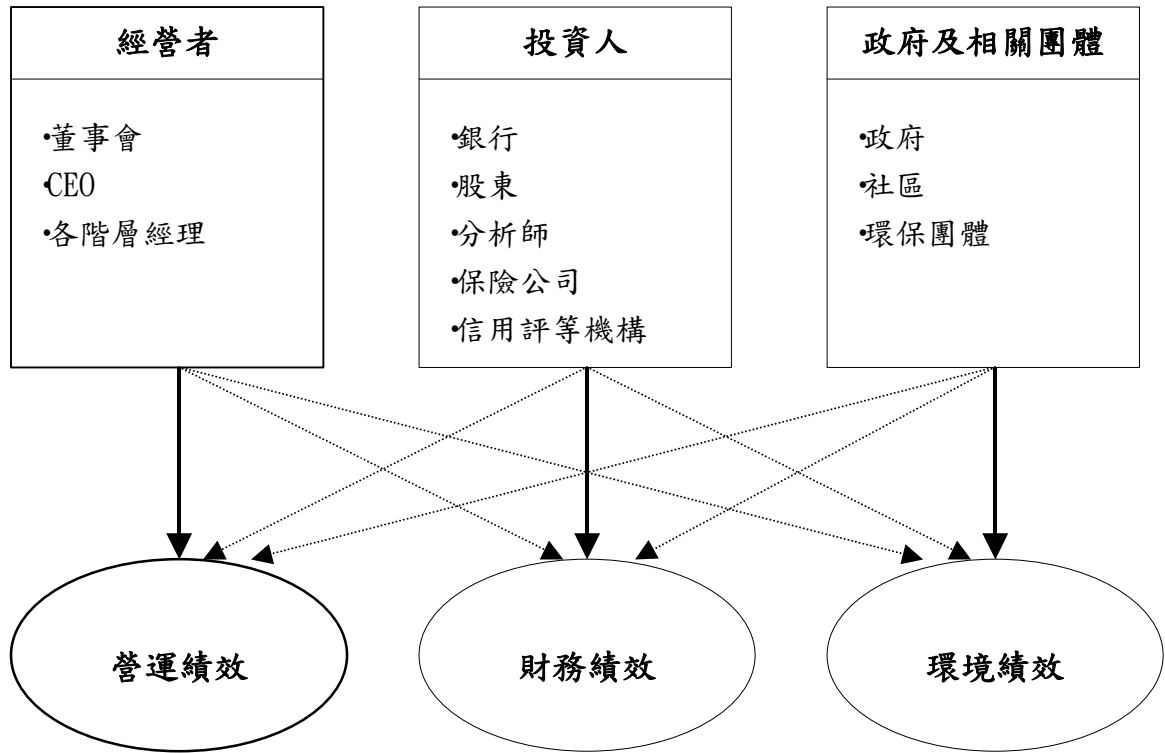 經營者
•董事會
•CEO
•各階層經理
投資人
•銀行
•股東
•分析師
•保險公司
•信用評等機構
政府及相關團體
•政府
•社區
•環保團體
營運績效
財務績效
環境績效